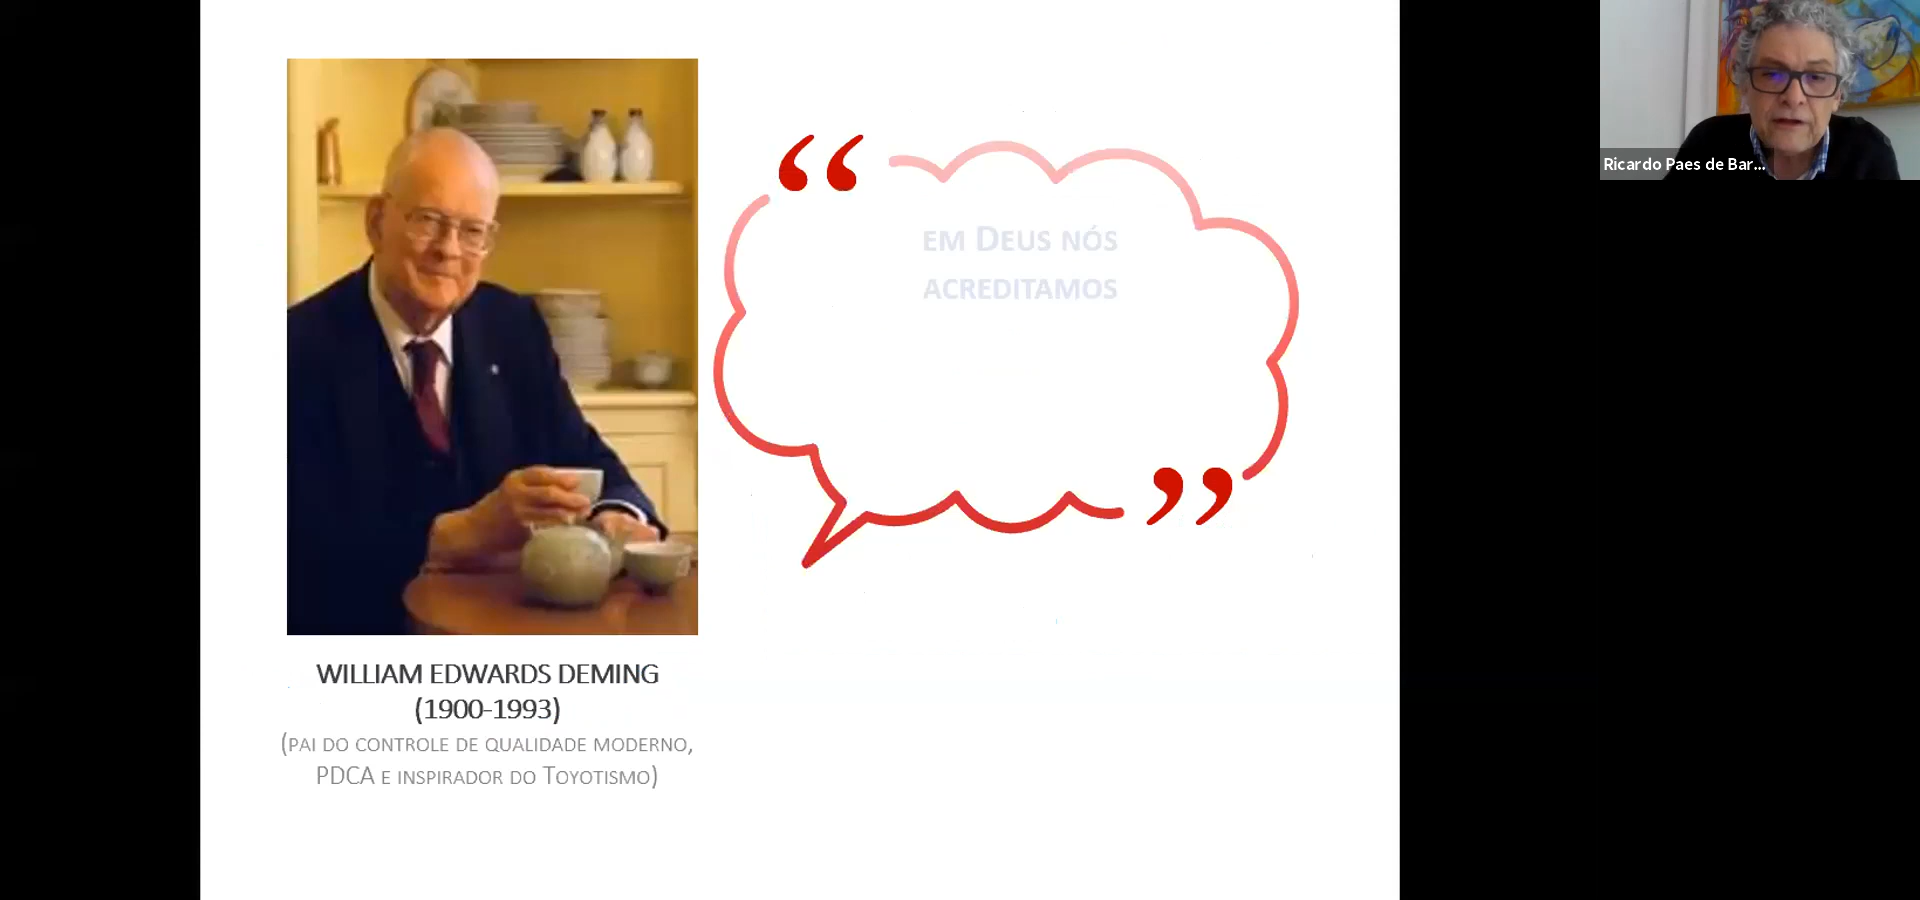 “
EM DEUS NÓS
ACREDITAMOS
”
WILLIAM EDWARDS DEMING
(1900-1993)
(PAI DO CONTROLE DE QUALIDADE MODERNO,
PDCA E INSPIRADOR DO TOYOTISMO)
Ricardo Paes de Bar...